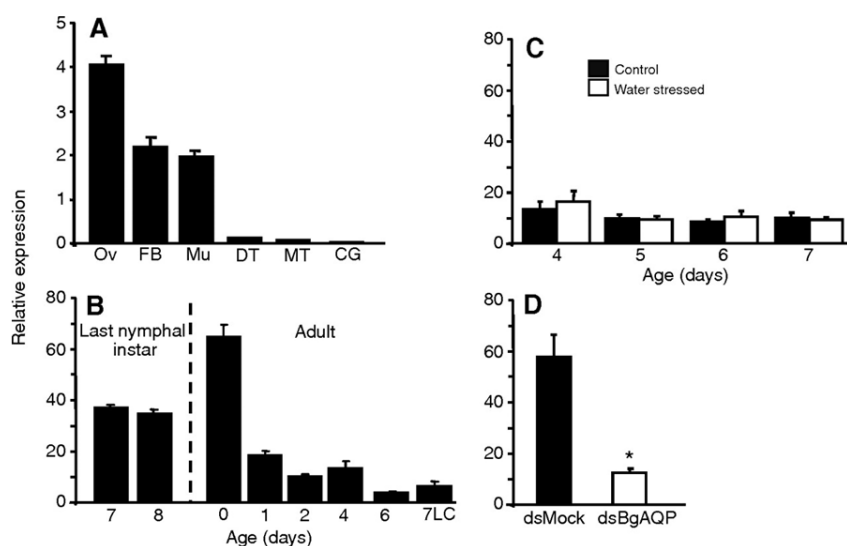 A
5
4
3
2
1
0
Ov FB Mu DT MT CG
Relative expression
B
80
60
40
20
0
Last nymphal
instar
Adult
7 8 0 1 2 4 6 7LC
Age (days)
C
80
60
40
20
0
Control
Water stressed
4 5 6 7
Age (days)
D
80
60
40
20
0
*
dsMock dsBgAQP